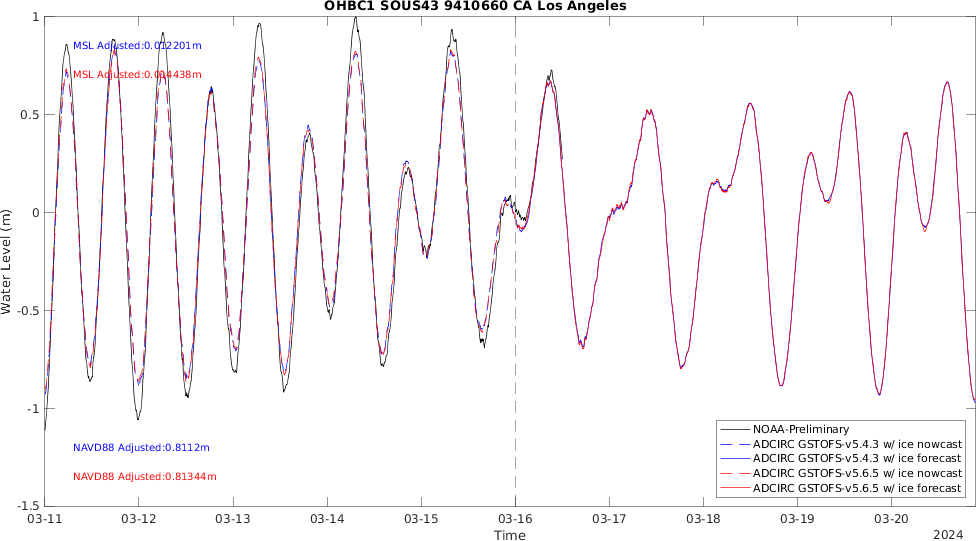 OHBC1 SOUS43 9410660 CA Los Angeles
1
0.5
0
-0.5
-1
-1.5
Water Level (m)
MSL Adjusted:0.012201m
MSL Adjusted:0.014438m
NAVD88 Adjusted:0.8112m
NAVD88 Adjusted:0.81344m
NOAA-Preliminary
ADCIRC GSTOFS-v5.4.3 w/ ice nowcast
ADCIRC GSTOFS-v5.4.3 w/ ice forecast
ADCIRC GSTOFS-v5.6.5 w/ ice nowcast
ADCIRC GSTOFS-v5.6.5 w/ ice forecast
03-11 03-12 03-13 03-14 03-15 03-16 03-17 03-18 03-19 03-20
Time
2024